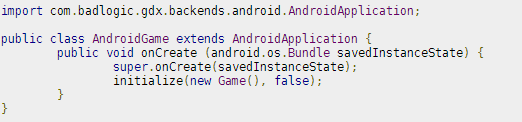 import com.badlogic.gdx.backends.android.AndroidApplication;
public class AndroidGame extends AndroidApplication {
public void onCreate (android.os.Bundle savedInstanceState) {
super.onCreate(savedInstanceState);
initialize(new Game(), false);
}
}